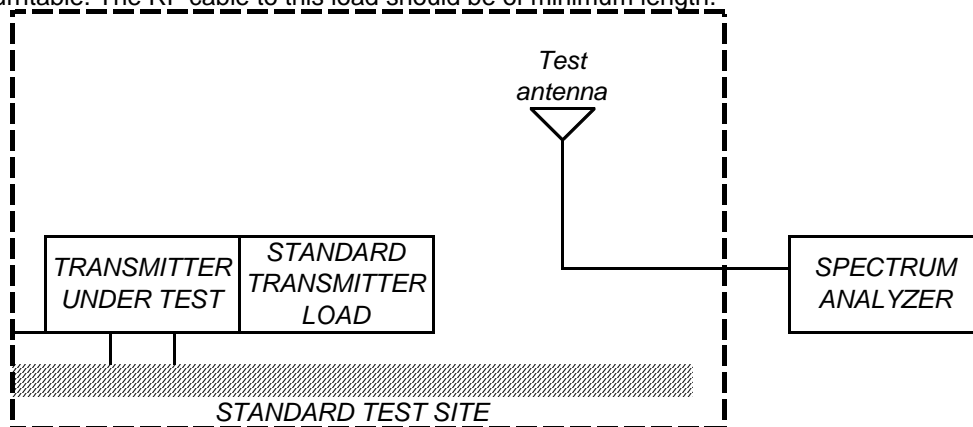 urntable. The RF cable to this load should be of minimum length.
Test
antenna
TRANSMITTER
UNDER TEST
STANDARD
TRANSMITTER
LOAD
SPECTRUM
ANALYZER
STANDARD TEST SITE